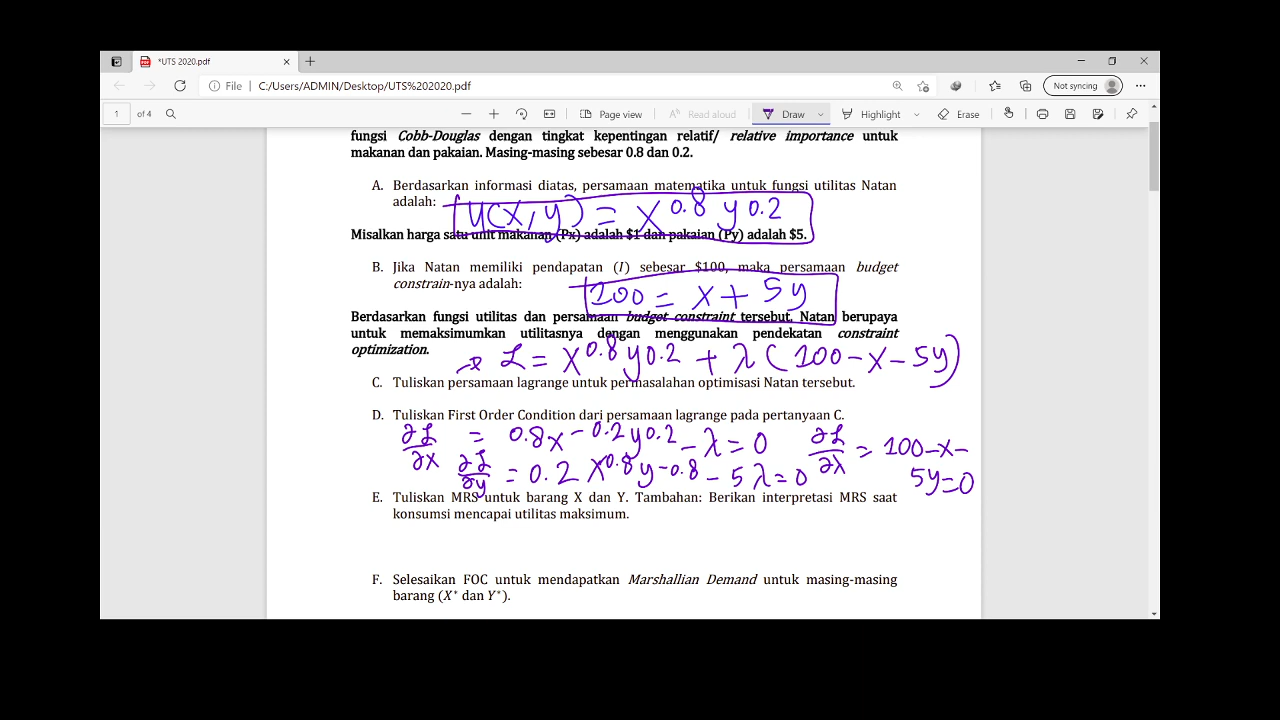 *UTS 2020.pdf
File | C:/Users/ADMIN/Desktop/UTS%202020.pdf
Not syncing
1 of 4
Page view
Read aloud
Draw
Highlight
Erase
fungsi Cobb-Douglas dengan tingkat kepentingan relatif/ relative importance untuk
makanan dan pakaian. Masing-masing sebesar 0.8 dan 0.2.
A. Berdasarkan informasi diatas, persamaan matematika untuk fungsi utilitas Natan
adalah:
U(X,Y) = X^0.8 Y^0.2
Misalkan harga satu unit makanan (Px) adalah $1 dan pakaian (Py) adalah $5.
B. Jika Natan memiliki pendapatan (I) sebesar $100, maka persamaan budget
constrain-nya adalah:
100 = X + 5Y
Berdasarkan fungsi utilitas dan persamaan budget constraint tersebut. Natan berupaya
untuk memaksimumkan utilitasnya dengan menggunakan pendekatan constraint
optimization.
→ ℒ = X^0.8 Y^0.2 + λ (100 - X - 5Y)
C. Tuliskan persamaan lagrange untuk permasalahan optimisasi Natan tersebut.
D. Tuliskan First Order Condition dari persamaan lagrange pada pertanyaan C.
∂ℒ/∂X = 0.8X^-0.2 Y^0.2 - λ = 0
∂ℒ/∂λ = 100 - X - 5Y = 0
∂ℒ/∂Y = 0.2 X^0.8 Y^-0.8 - 5λ = 0
E. Tuliskan MRS untuk barang X dan Y. Tambahan: Berikan interpretasi MRS saat
konsumsi mencapai utilitas maksimum.
F. Selesaikan FOC untuk mendapatkan Marshallian Demand untuk masing-masing
barang (X* dan Y*).